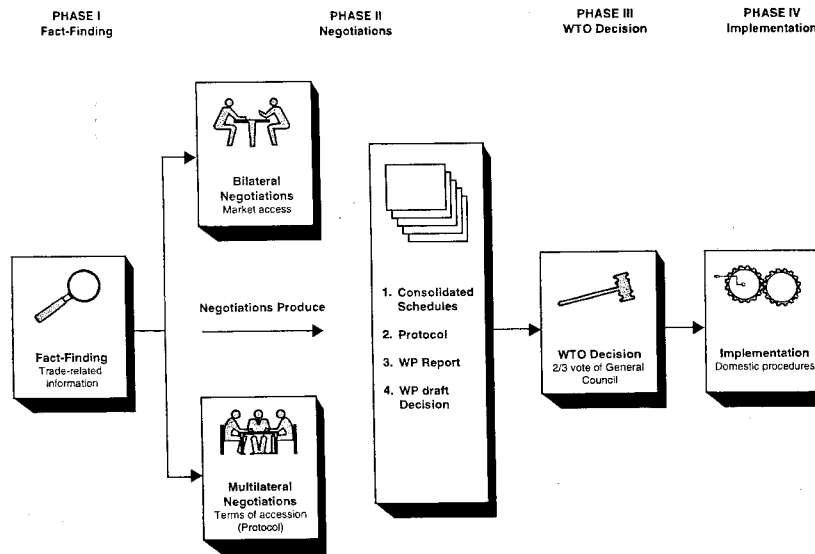 PHASE I
Fact-Finding
PHASE II
Negotiations
PHASE III
WTO Decision
PHASE IV
Implementation
Bilateral
Negotiations
Market access
Fact-Finding
Trade-related
information
Negotiations Produce
Multilateral
Negotiations
Terms of accession
(Protocol)
1. Consolidated
Schedules
2. Protocol
3. WP Report
4. WP draft
Decision
WTO Decision
2/3 vote of General
Council
Implementation
Domestic procedures